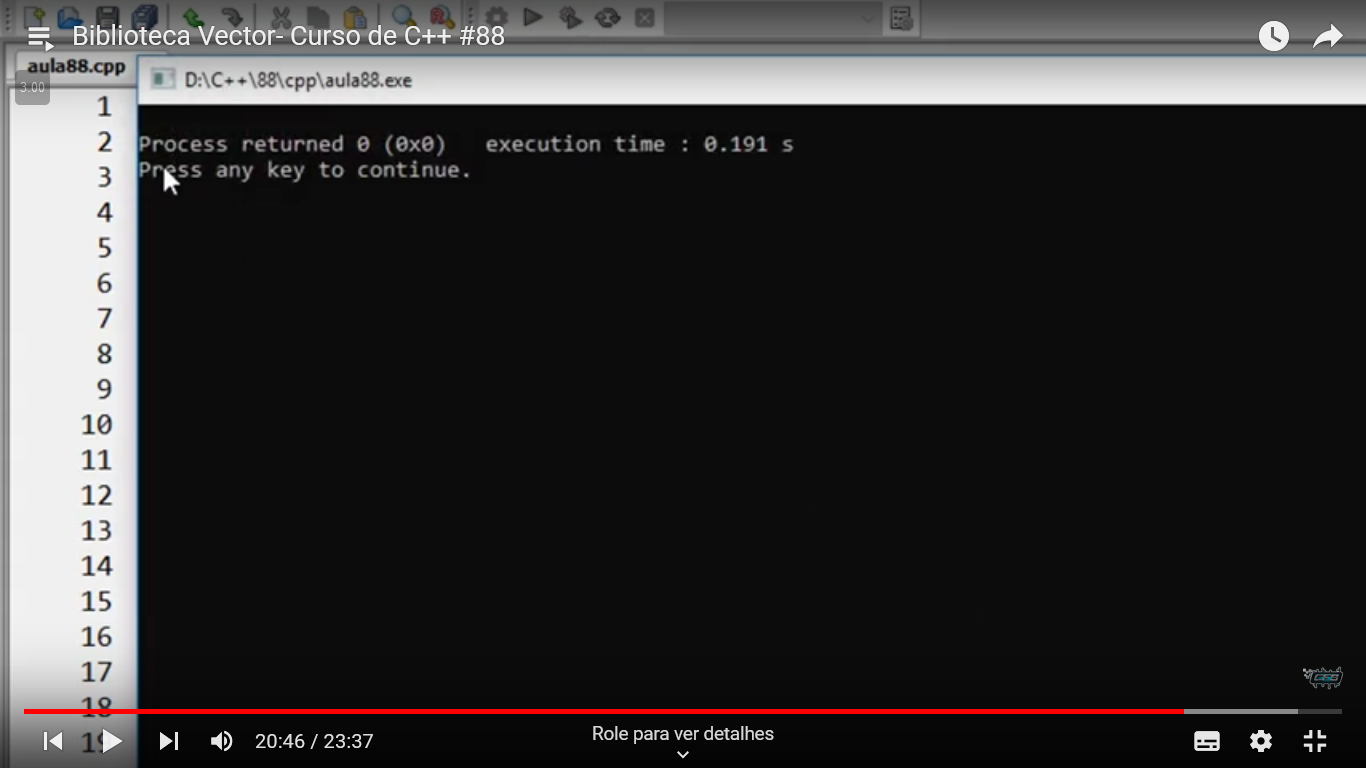 Biblioteca Vector- Curso de C++ #88
aula88.cpp
D:\C++\88\cpp\aula88.exe
3.00
1
2
Process returned 0 (0x0)   execution time : 0.191 s
Press any key to continue.
3
4
5
6
7
8
9
10
11
12
13
14
15
16
17
18
19
20:46 / 23:37
Role para ver detalhes